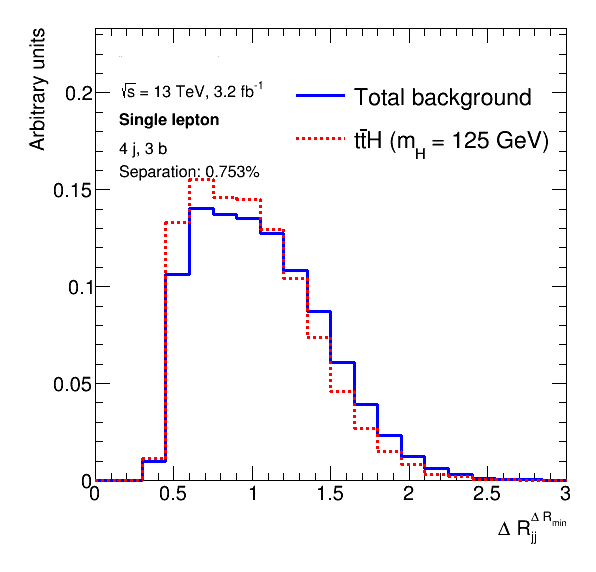 Arbitrary units
0.2
0.15
0.1
0.05
0
√s = 13 TeV, 3.2 fb⁻¹
Single lepton
4 j, 3 b
Separation: 0.753%
Total background
tt̄H (m_H = 125 GeV)
0 0.5 1 1.5 2 2.5 3
Δ R_jj^Δ R_min